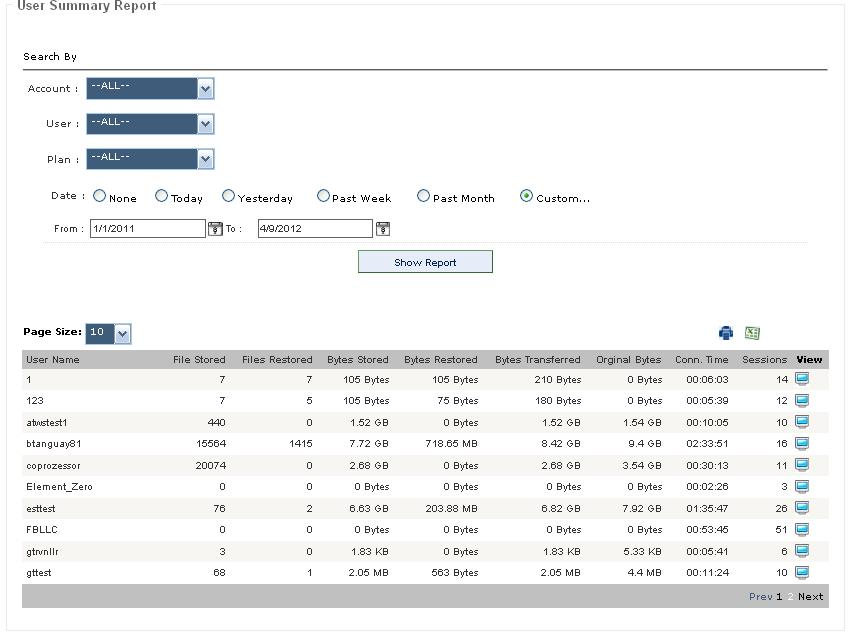 User Summary Report
Search By
Account : --ALL--
User : --ALL--
Plan : --ALL--
Date : None Today Yesterday Past Week Past Month Custom...
From : 1/1/2011 To : 4/9/2012
Show Report
Page Size: 10
User Name File Stored Files Restored Bytes Stored Bytes Restored Bytes Transferred Orginal Bytes Conn. Time Sessions View
1 7 7 105 Bytes 105 Bytes 210 Bytes 0 Bytes 00:06:03 14
123 7 5 105 Bytes 75 Bytes 180 Bytes 0 Bytes 00:05:39 12
atwstest1 440 0 1.52 GB 0 Bytes 1.52 GB 1.54 GB 00:10:05 10
btanguay81 15564 1415 7.72 GB 718.65 MB 8.42 GB 9.4 GB 02:33:51 16
coprozessor 20074 0 2.68 GB 0 Bytes 2.68 GB 3.54 GB 00:30:13 11
Element_Zero 0 0 0 Bytes 0 Bytes 0 Bytes 0 Bytes 00:02:26 3
esttest 76 2 6.63 GB 203.88 MB 6.82 GB 7.92 GB 01:35:47 26
FBLLC 0 0 0 Bytes 0 Bytes 0 Bytes 0 Bytes 00:53:45 51
gtrvnllr 3 0 1.83 KB 0 Bytes 1.83 KB 5.33 KB 00:05:41 6
gttest 68 1 2.05 MB 563 Bytes 2.05 MB 4.4 MB 00:11:24 10
Prev 1 2 Next